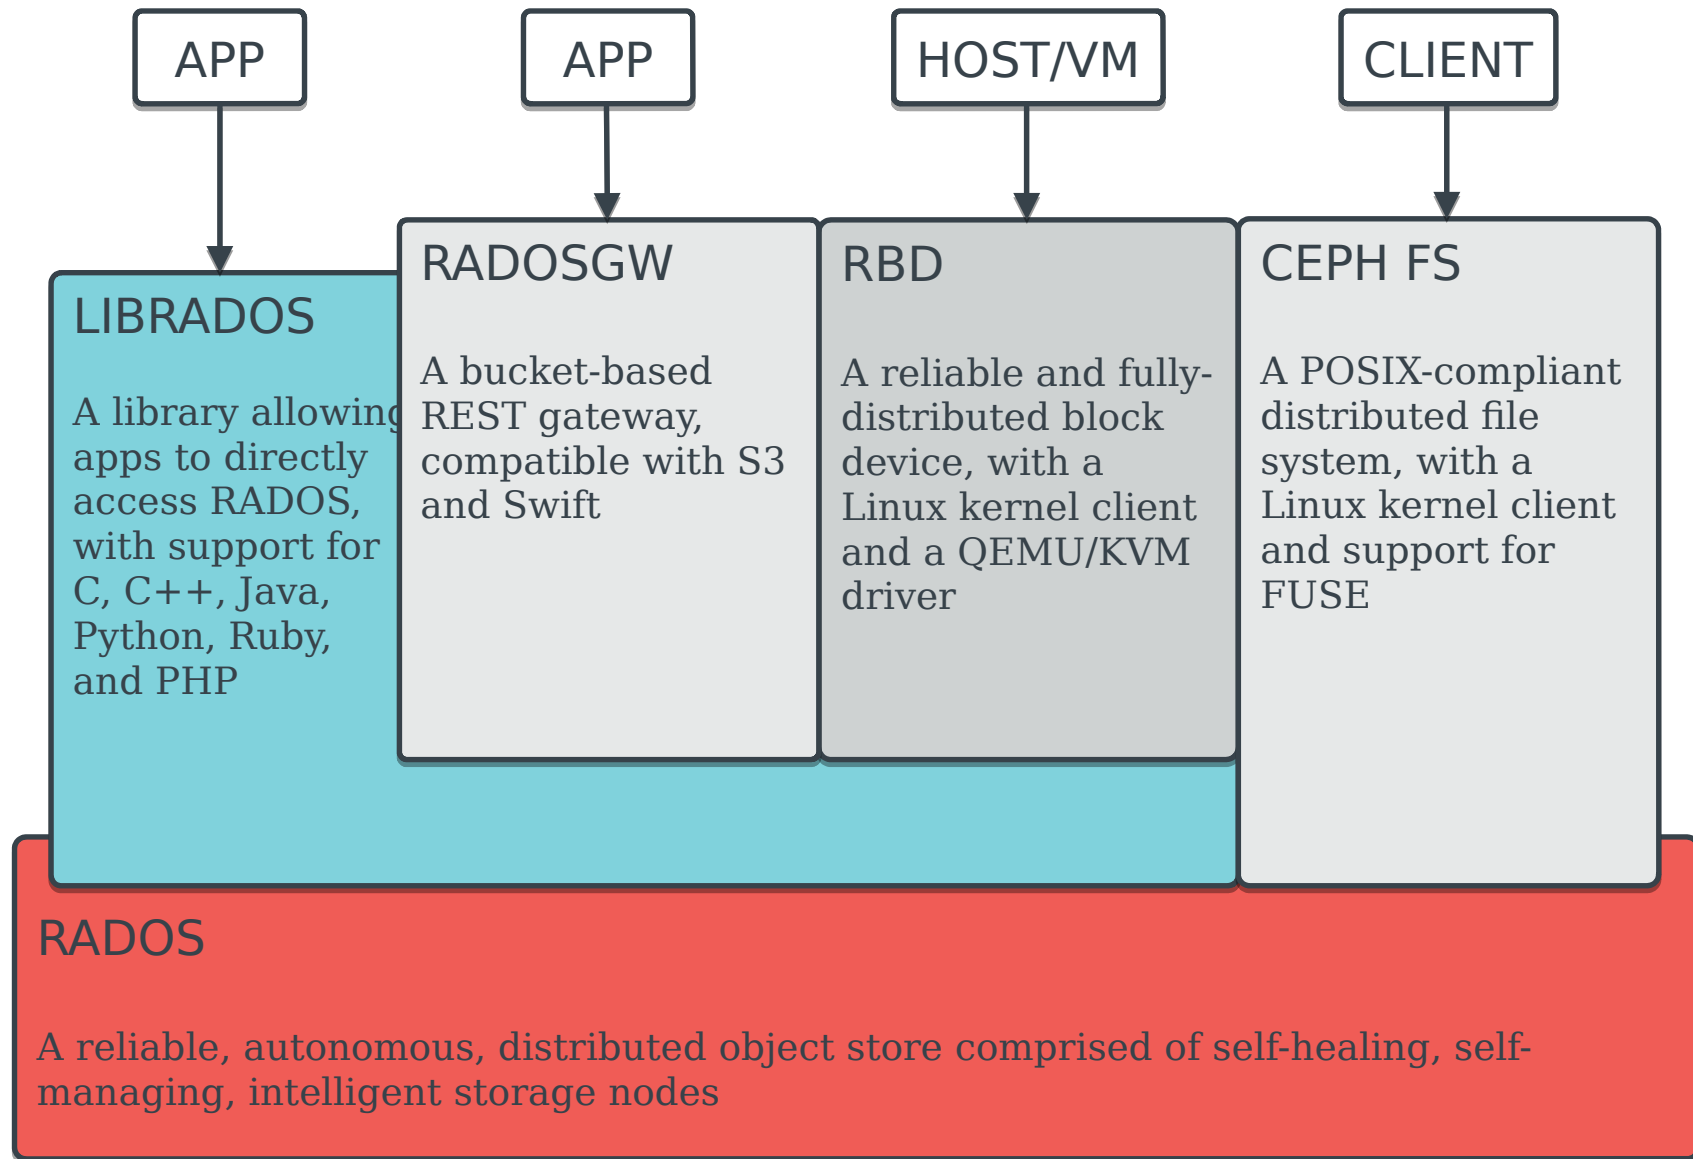 APP
APP
HOST/VM
CLIENT
LIBRADOS
A library allowing
apps to directly
access RADOS,
with support for
C, C++, Java,
Python, Ruby,
and PHP
RADOSGW
A bucket-based
REST gateway,
compatible with S3
and Swift
RBD
A reliable and fully-
distributed block
device, with a
Linux kernel client
and a QEMU/KVM
driver
CEPH FS
A POSIX-compliant
distributed file
system, with a
Linux kernel client
and support for
FUSE
RADOS
A reliable, autonomous, distributed object store comprised of self-healing, self-
managing, intelligent storage nodes